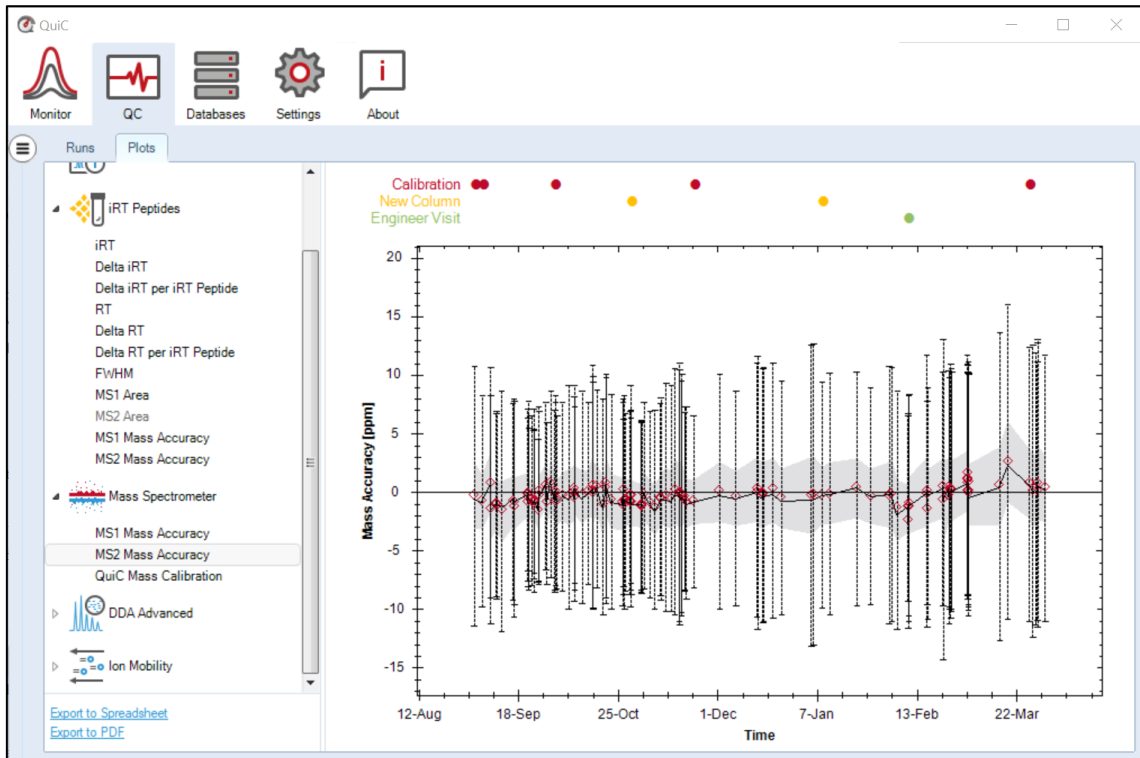 QuiC
Monitor
QC
Databases
Settings
About
Runs
Plots
iRT Peptides
iRT
Delta iRT
Delta iRT per iRT Peptide
RT
Delta RT
Delta RT per iRT Peptide
FWHM
MS1 Area
MS2 Area
MS1 Mass Accuracy
MS2 Mass Accuracy
Mass Spectrometer
MS1 Mass Accuracy
MS2 Mass Accuracy
QuiC Mass Calibration
DDA Advanced
Ion Mobility
Export to Spreadsheet
Export to PDF
Calibration
New Column
Engineer Visit
Mass Accuracy [ppm]
20
15
10
5
0
-5
-10
-15
12-Aug
18-Sep
25-Oct
1-Dec
7-Jan
13-Feb
22-Mar
Time